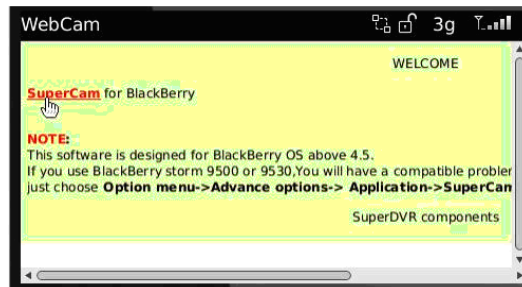 WebCam 3g
WELCOME
SuperCam for BlackBerry
NOTE:
This software is designed for BlackBerry OS above 4.5.
If you use BlackBerry storm 9500 or 9530,You will have a compatible
just choose Option menu->Advance options-> Application->SuperCam
SuperDVR components